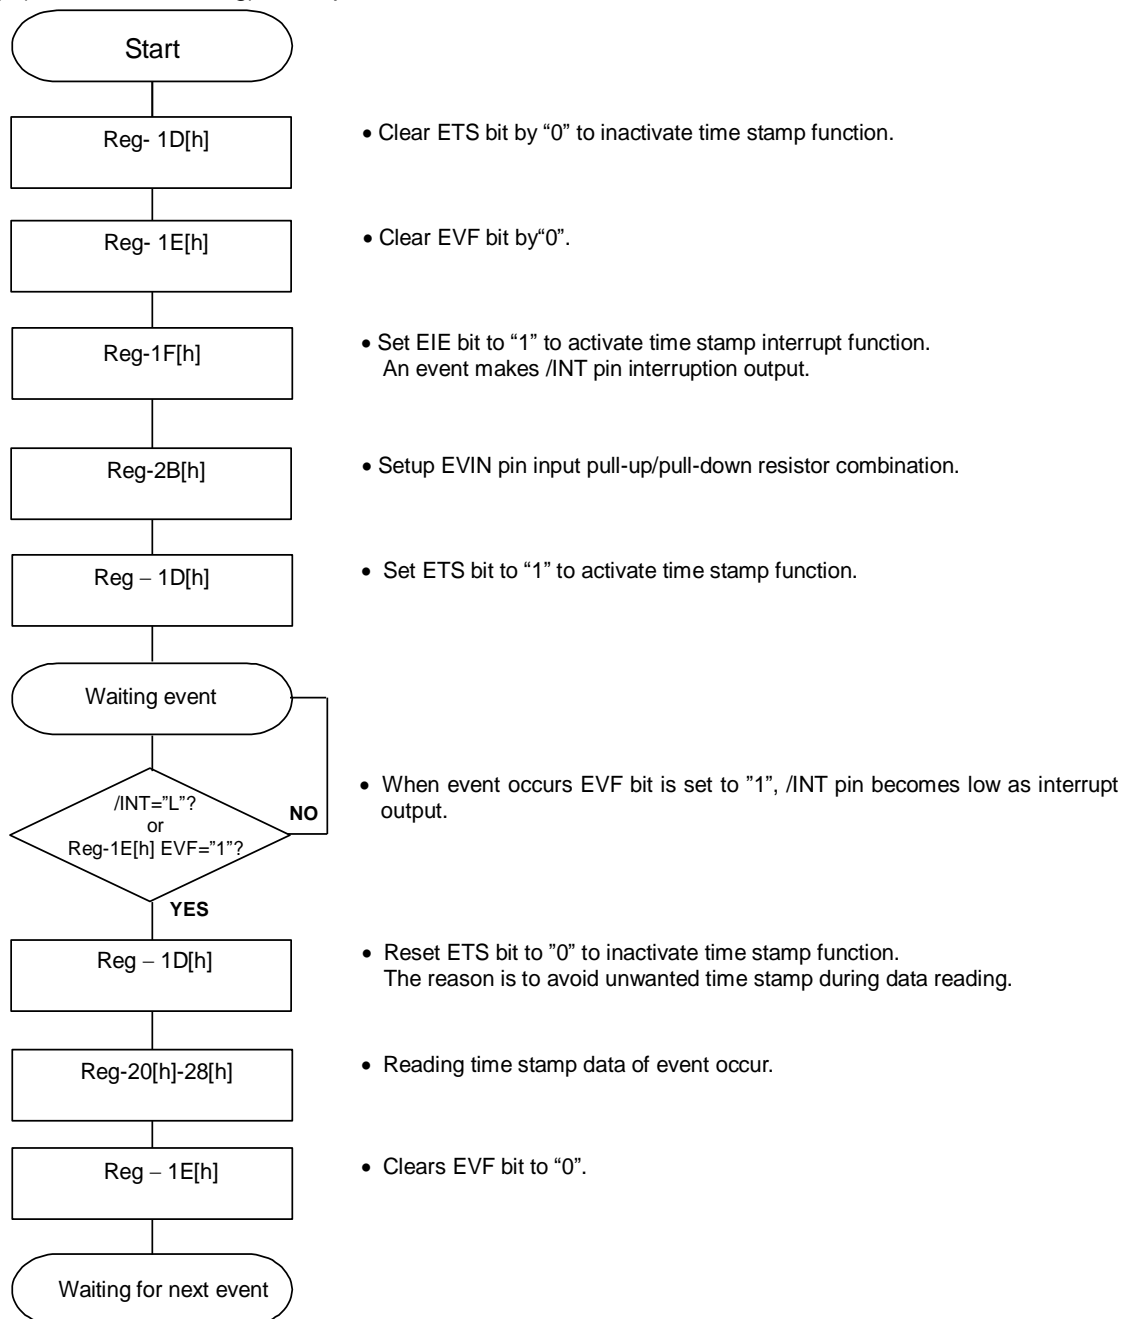 Start
Reg- 1D[h]
• Clear ETS bit by “0” to inactivate time stamp function.
Reg- 1E[h]
• Clear EVF bit by“0”.
Reg-1F[h]
• Set EIE bit to “1” to activate time stamp interrupt function.
An event makes /INT pin interruption output.
Reg-2B[h]
• Setup EVIN pin input pull-up/pull-down resistor combination.
Reg – 1D[h]
• Set ETS bit to “1” to activate time stamp function.
Waiting event
/INT=”L”?
or
Reg-1E[h] EVF=”1”?
NO
• When event occurs EVF bit is set to ”1”, /INT pin becomes low as interrupt
output.
YES
Reg – 1D[h]
• Reset ETS bit to ”0” to inactivate time stamp function.
The reason is to avoid unwanted time stamp during data reading.
Reg-20[h]-28[h]
• Reading time stamp data of event occur.
Reg – 1E[h]
• Clears EVF bit to “0”.
Waiting for next event